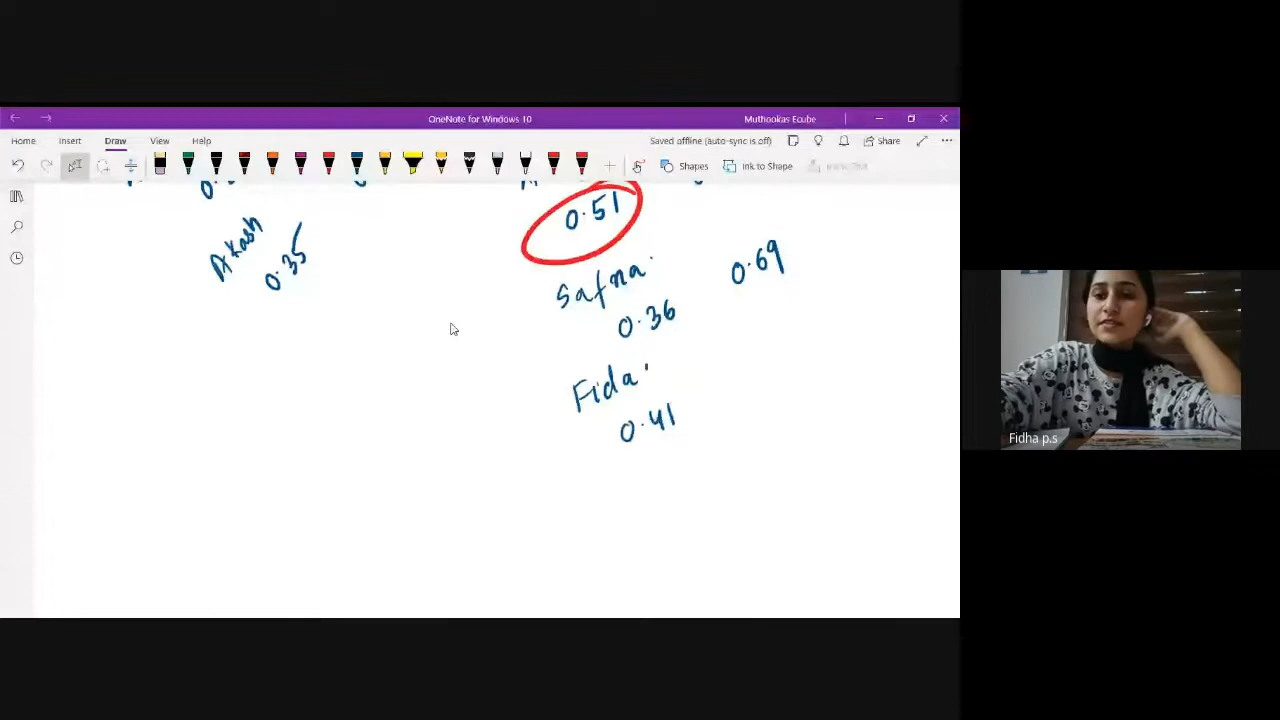 OneNote for Windows 10
Muthookas Ecube
Home Insert Draw View Help
Saved offline (auto-sync is off)
Share
Shapes
Ink to Shape
0.51
Akash
0.35
Safna
0.69
0.36
Fida
0.41
Fidha p.s